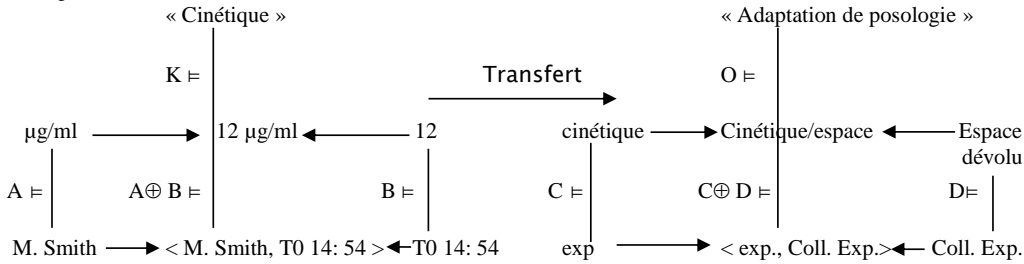 « Cinétique » « Adaptation de posologie »
K ⊨ Transfert O ⊨
µg/ml 12 µg/ml 12 cinétique Cinétique/espace Espace
dévolu
A ⊨ A⊕ B ⊨ B ⊨ C ⊨ C⊕ D ⊨ D⊨
M. Smith < M. Smith, T0 14: 54 > T0 14: 54 exp < exp., Coll. Exp.> Coll. Exp.